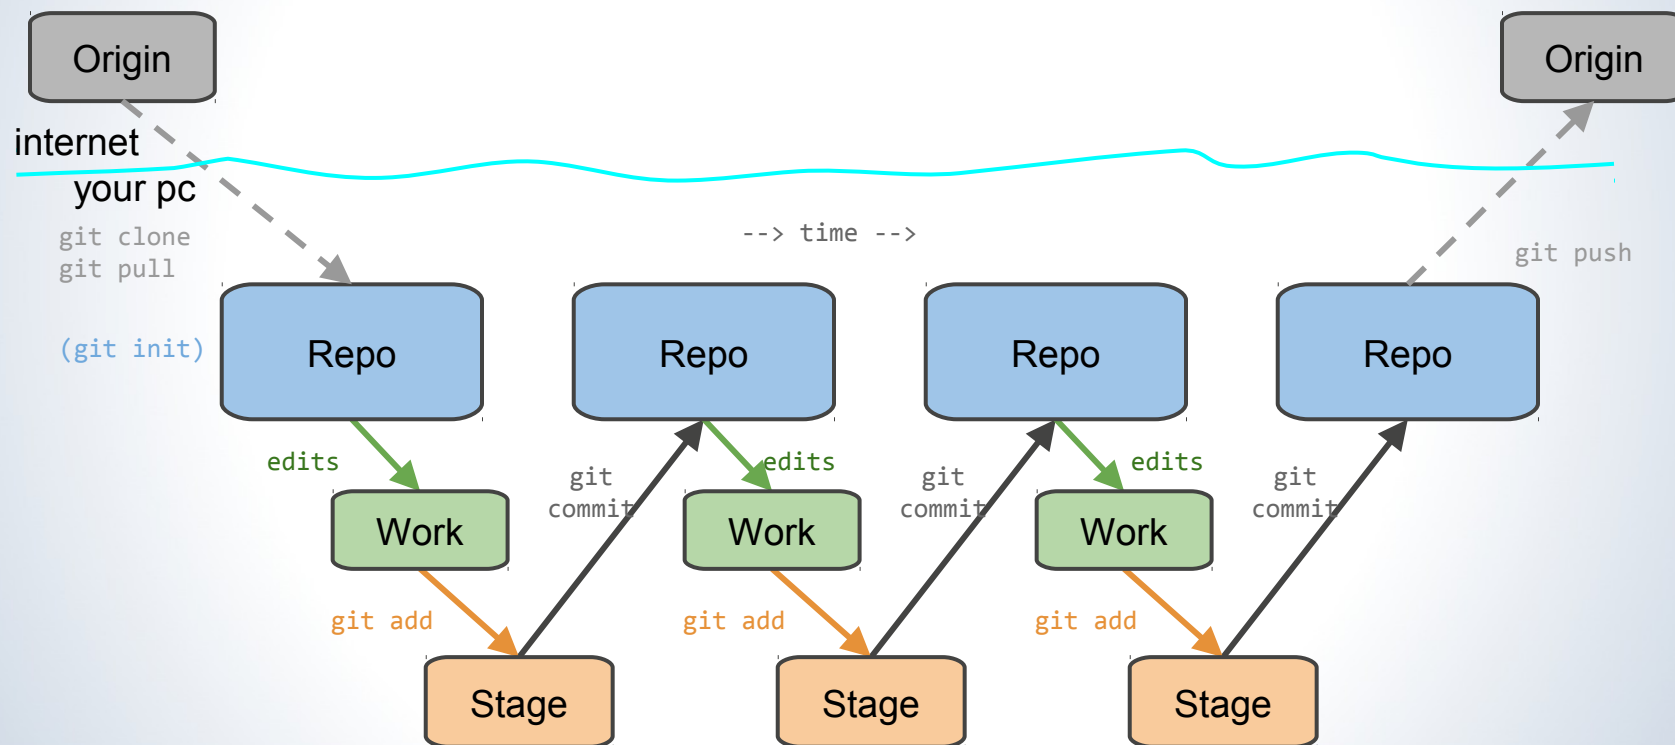 Origin
Origin
internet
your pc
git clone
git pull
--> time -->
git push
(git init)
Repo
Repo
Repo
Repo
edits
edits
edits
git
commit
git
commit
git
commit
Work
Work
Work
git add
git add
git add
Stage
Stage
Stage